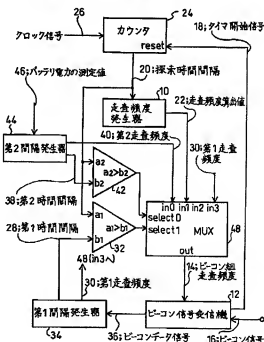 26
24
18;タイマ開始信号
クロック信号
カウンタ
reset
46;バッテリ電力の測定値
20;探索時間間隔
44
走査頻度
発生器
10
22;走査頻度算出値
第2間隔発生器
40;第2走査頻度
30;第1走査
頻度
a2
a2>b2
b2
42
in0 in1 in2 in3
38;第2時間間隔
select0
a1
a1>b1
b1
select1
MUX
28;第1時間間隔
32
48
out
48(in3へ)
14;ビーコン組
走査頻度
30;第1走査
頻度
12
第1間隔発生器
ビーコン信号受信機
34
36;ビーコンデータ信号
16;ビーコン信号